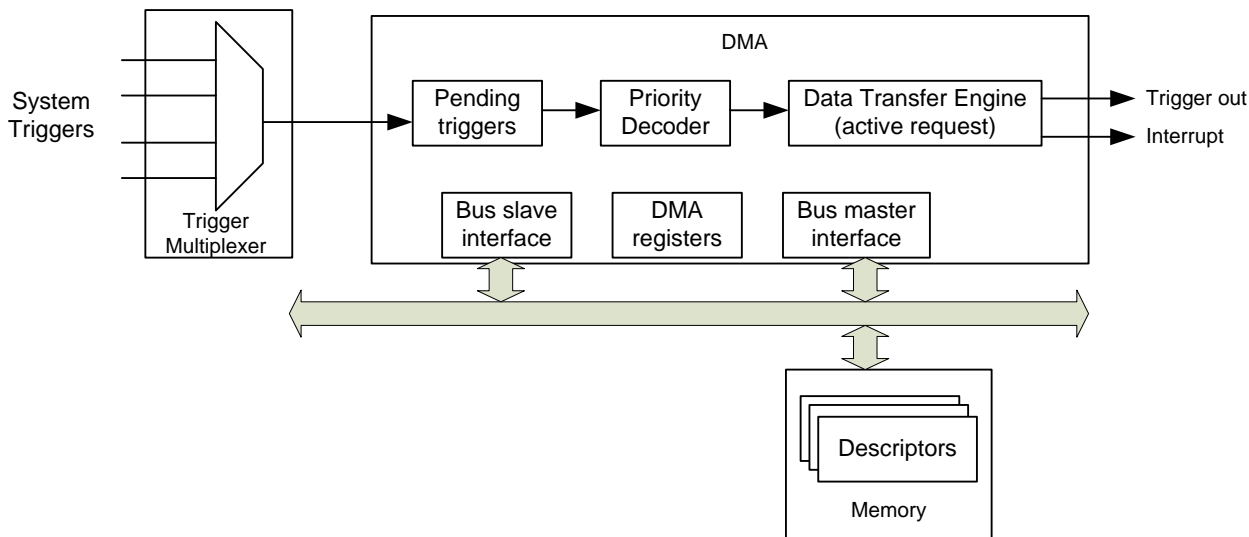 DMA
System
Triggers
Trigger
Multiplexer
Pending
triggers
Priority
Decoder
Data Transfer Engine
(active request)
Trigger out
Interrupt
Bus slave
interface
DMA
registers
Bus master
interface
Descriptors
Memory